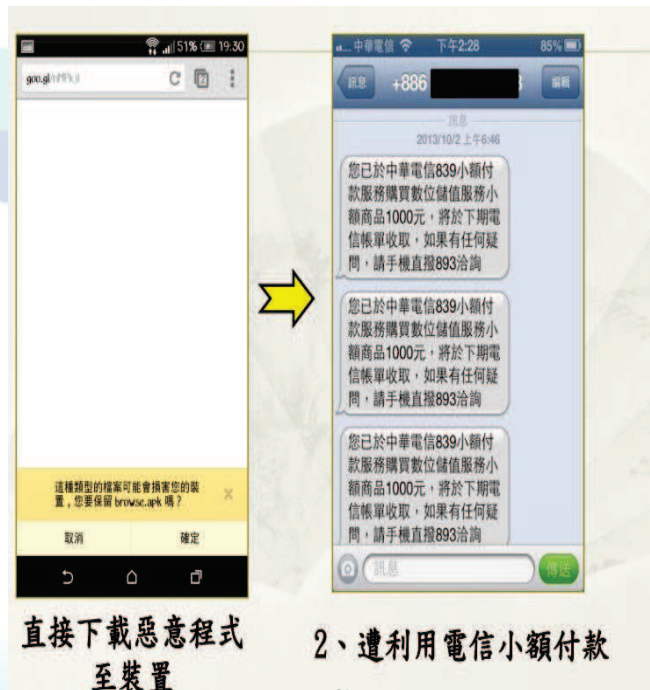 51% 19:30
goo.gl/
2
這種類型的檔案可能會損害您的裝
置,您要保留 browse.apk 嗎?
取消 確定
直接下載惡意程式
至裝置
中華電信 下午2:28 85%
訊息 +886 編輯
訊息
2013/10/2 上午6:46
您已於中華電信839小額付
款服務購買數位儲值服務小
額商品1000元,將於下期電
信帳單收取,如果有任何疑
問,請手機直撥893洽詢
您已於中華電信839小額付
款服務購買數位儲值服務小
額商品1000元,將於下期電
信帳單收取,如果有任何疑
問,請手機直撥893洽詢
您已於中華電信839小額付
款服務購買數位儲值服務小
額商品1000元,將於下期電
信帳單收取,如果有任何疑
問,請手機直撥893洽詢
訊息 傳送
2、遭利用電信小額付款